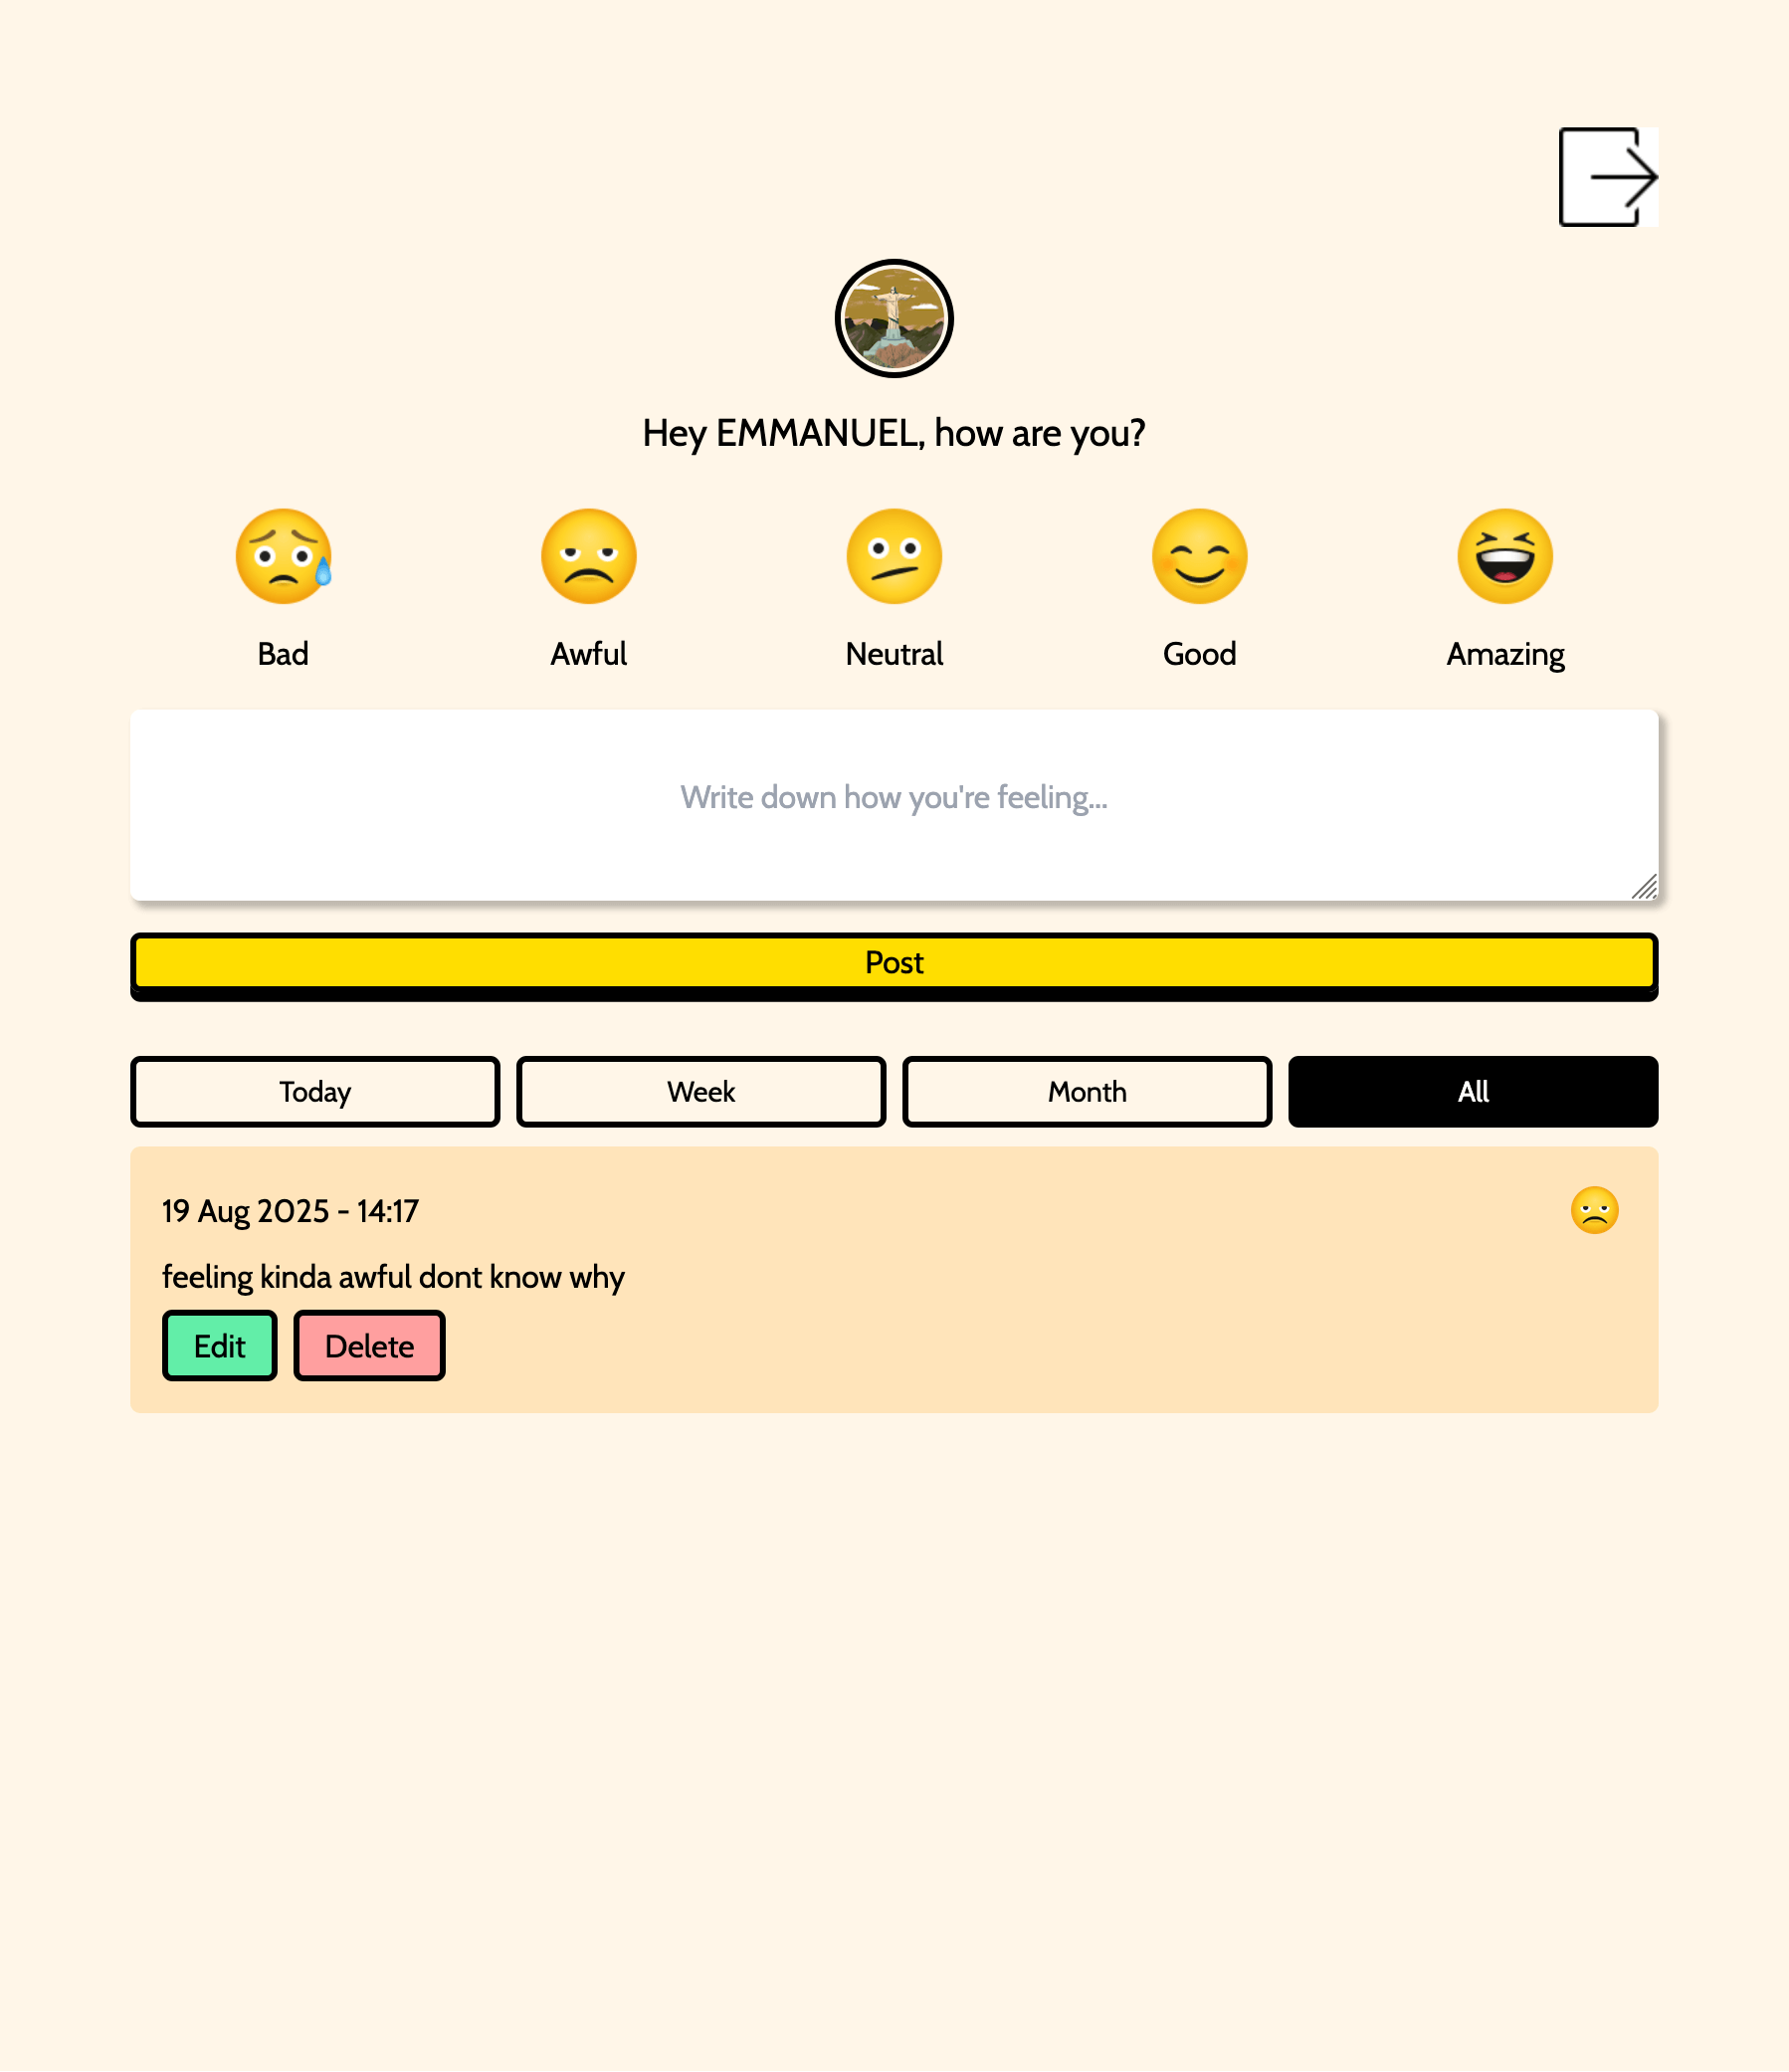 Hey EMMANUEL, how are you?
Bad
Awful
Neutral
Good
Amazing
Write down how you're feeling...
Post
Today
Week
Month
All
19 Aug 2025 - 14:17
feeling kinda awful dont know why
Edit
Delete